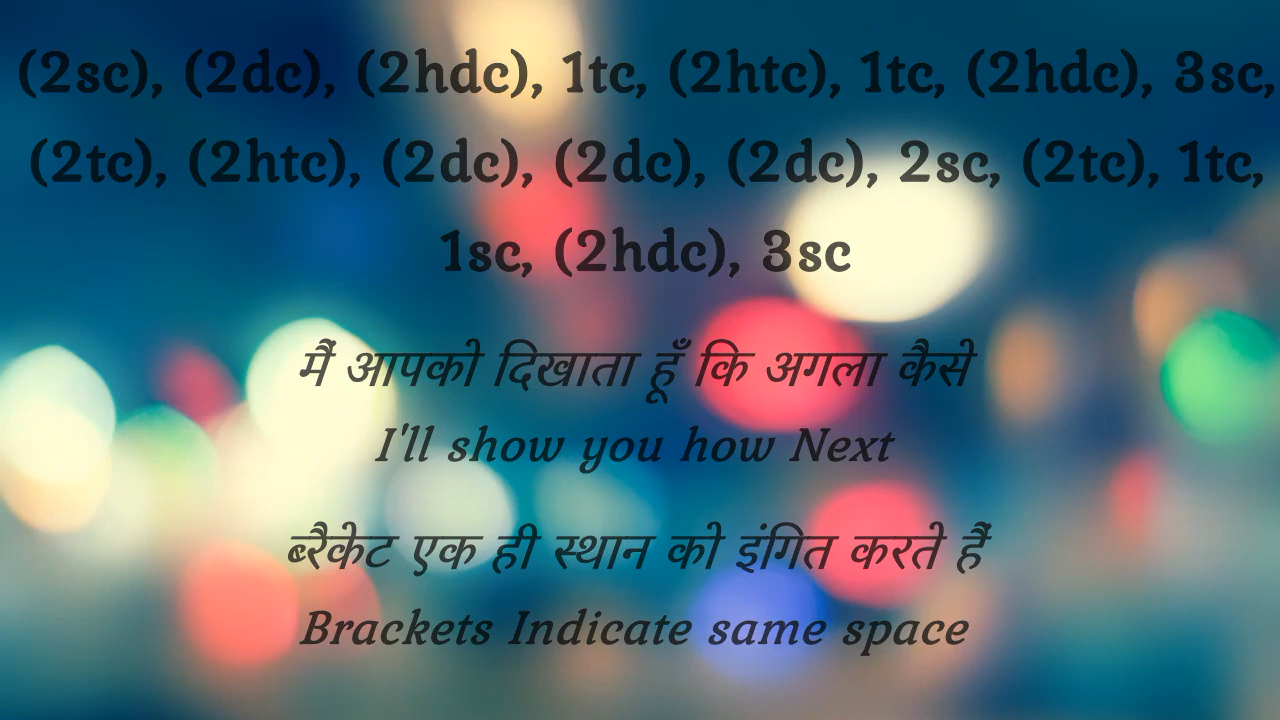 (2sc), (2dc), (2hdc), 1tc, (2htc), 1tc, (2hdc), 3sc,
(2tc), (2htc), (2dc), (2dc), (2dc), 2sc, (2tc), 1tc,
1sc, (2hdc), 3sc
मैं आपको दिखाता हूँ कि अगला कैसे
I'll show you how Next
ब्रैकेट एक ही स्थान को इंगित करते हैं
Brackets Indicate same space